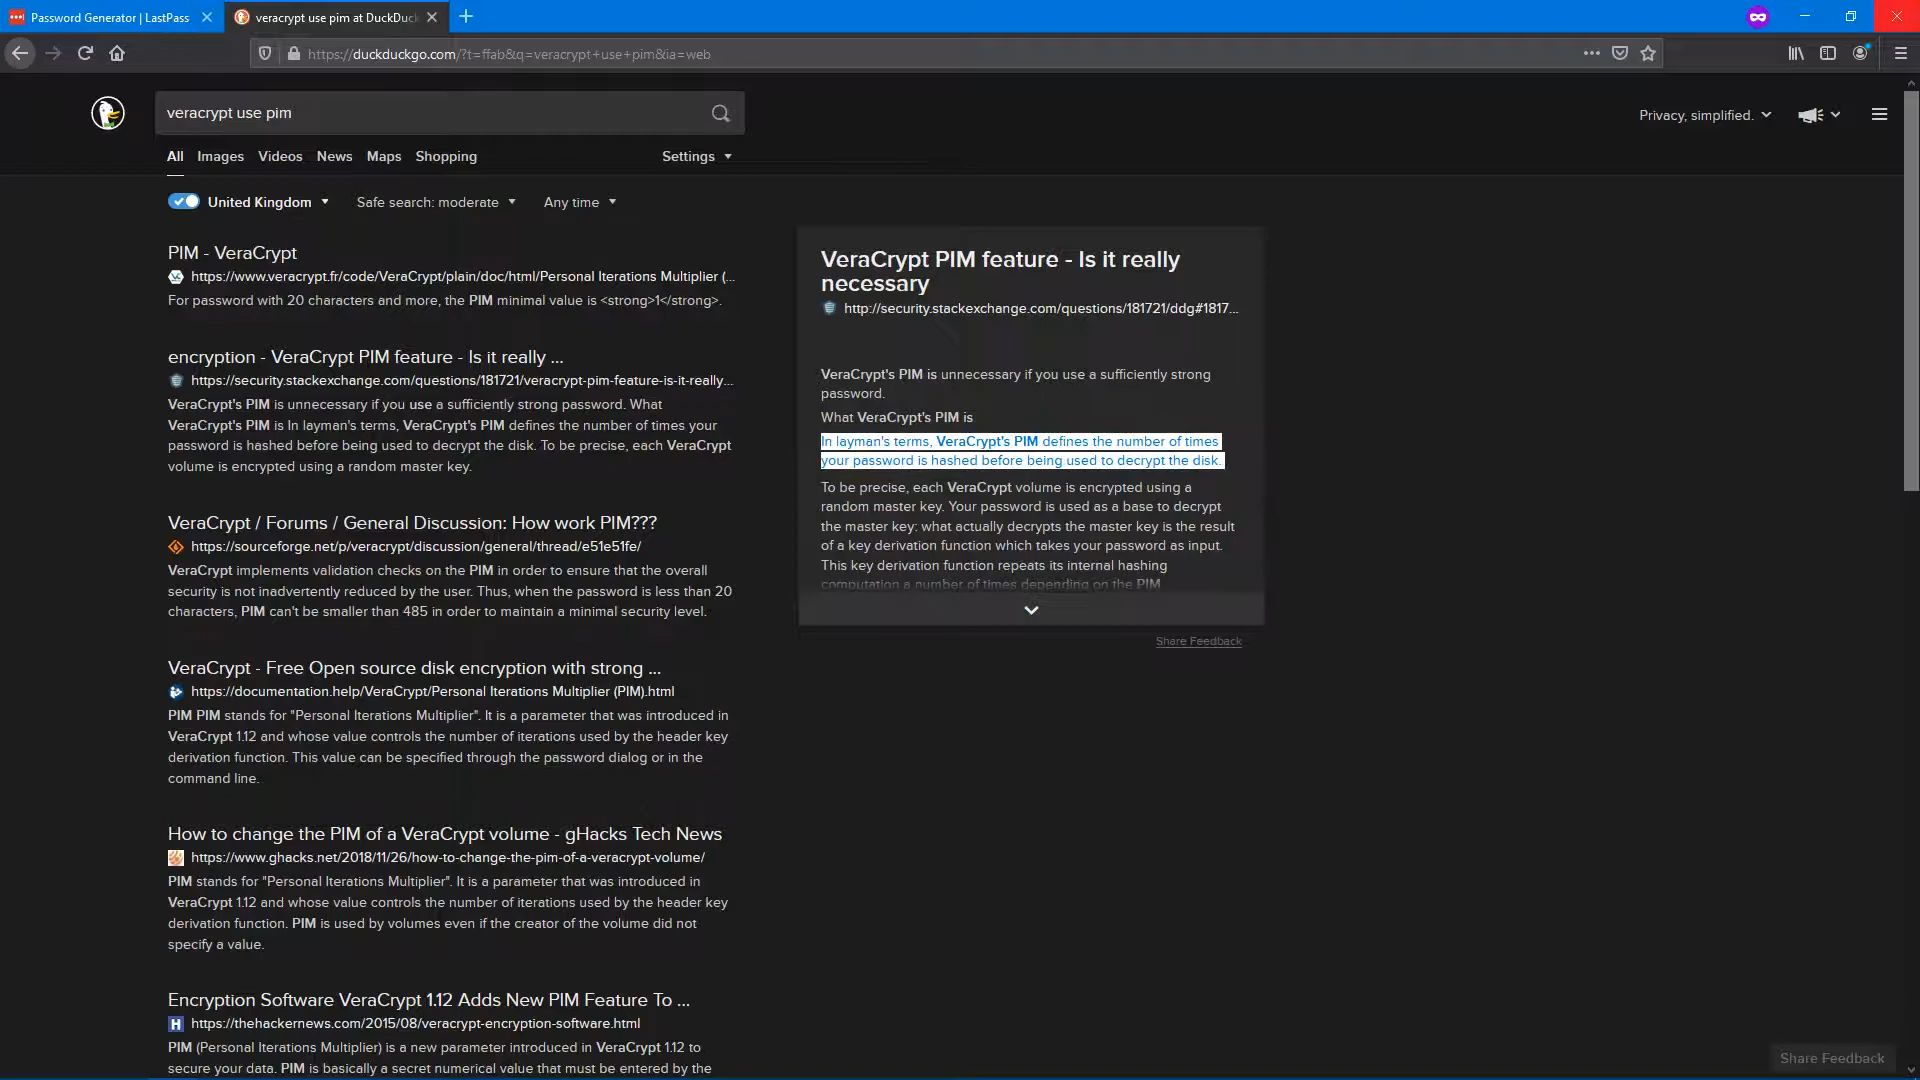 Password Generator | LastPass
veracrypt use pim at DuckDuc
https://duckduckgo.com/?t=ffab&q=veracrypt+use+pim&ia=web
veracrypt use pim
Privacy, simplified.
All Images Videos News Maps Shopping Settings
United Kingdom Safe search: moderate Any time
PIM - VeraCrypt
https://www.veracrypt.fr/code/VeraCrypt/plain/doc/html/Personal Iterations Multiplier (...
For password with 20 characters and more, the PIM minimal value is <strong>1</strong>.
encryption - VeraCrypt PIM feature - Is it really ...
https://security.stackexchange.com/questions/181721/veracrypt-pim-feature-is-it-really...
VeraCrypt's PIM is unnecessary if you use a sufficiently strong password. What
VeraCrypt's PIM is In layman's terms, VeraCrypt's PIM defines the number of times your
password is hashed before being used to decrypt the disk. To be precise, each VeraCrypt
volume is encrypted using a random master key.
VeraCrypt / Forums / General Discussion: How work PIM???
https://sourceforge.net/p/veracrypt/discussion/general/thread/e51e51fe/
VeraCrypt implements validation checks on the PIM in order to ensure that the overall
security is not inadvertently reduced by the user. Thus, when the password is less than 20
characters, PIM can't be smaller than 485 in order to maintain a minimal security level.
VeraCrypt - Free Open source disk encryption with strong ...
https://documentation.help/VeraCrypt/Personal Iterations Multiplier (PIM).html
PIM PIM stands for "Personal Iterations Multiplier". It is a parameter that was introduced in
VeraCrypt 1.12 and whose value controls the number of iterations used by the header key
derivation function. This value can be specified through the password dialog or in the
command line.
How to change the PIM of a VeraCrypt volume - gHacks Tech News
https://www.ghacks.net/2018/11/26/how-to-change-the-pim-of-a-veracrypt-volume/
PIM stands for "Personal Iterations Multiplier". It is a parameter that was introduced in
VeraCrypt 1.12 and whose value controls the number of iterations used by the header key
derivation function. PIM is used by volumes even if the creator of the volume did not
specify a value.
Encryption Software VeraCrypt 1.12 Adds New PIM Feature To ...
https://thehackernews.com/2015/08/veracrypt-encryption-software.html
PIM (Personal Iterations Multiplier) is a new parameter introduced in VeraCrypt 1.12 to
secure your data. PIM is basically a secret numerical value that must be entered by the
VeraCrypt PIM feature - Is it really
necessary
http://security.stackexchange.com/questions/181721/ddg#1817...
VeraCrypt's PIM is unnecessary if you use a sufficiently strong
password.
What VeraCrypt's PIM is
In layman's terms, VeraCrypt's PIM defines the number of times
your password is hashed before being used to decrypt the disk.
To be precise, each VeraCrypt volume is encrypted using a
random master key. Your password is used as a base to decrypt
the master key: what actually decrypts the master key is the result
of a key derivation function which takes your password as input.
This key derivation function repeats its internal hashing
computation a number of times depending on the PIM
Share Feedback
Share Feedback